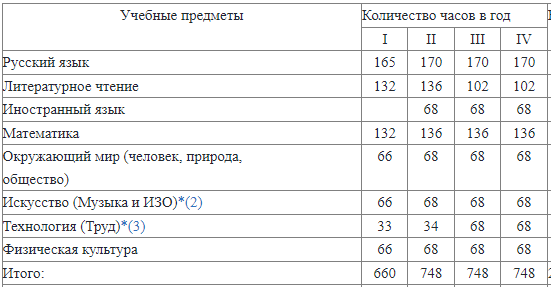 Учебные предметы Количество часов в год
I II III IV
Русский язык 165 170 170 170
Литературное чтение 132 136 102 102
Иностранный язык 68 68 68
Математика 132 136 136 136
Окружающий мир (человек, природа,
общество) 66 68 68 68
Искусство (Музыка и ИЗО)*(2) 66 68 68 68
Технология (Труд)*(3) 33 34 68 68
Физическая культура 66 68 68 68
Итого: 660 748 748 748